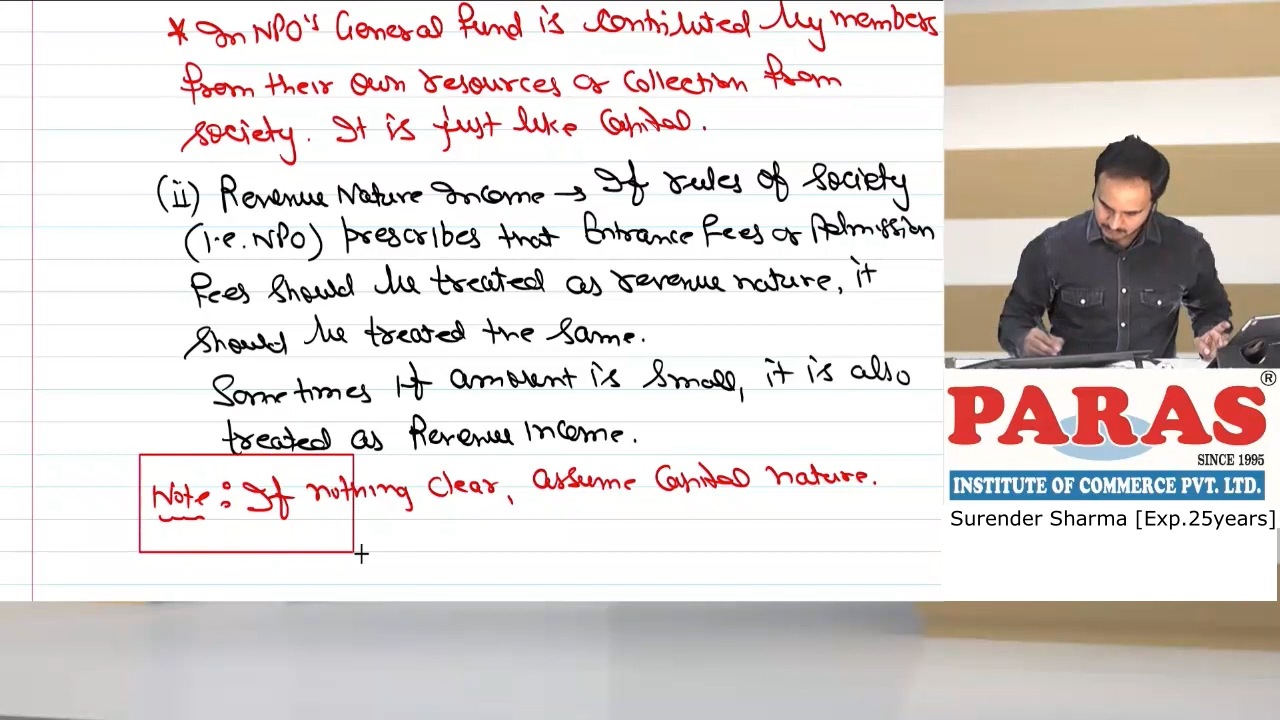 * In NPO's General Fund is contributed by members
from their own resources or collection from
society. It is just like Capital.
(ii) Revenue Nature Income → If rules of society
(i.e. NPO) prescribes that Entrance Fees or Admission
Fees should be treated as revenue nature, it
should be treated the same.
Sometimes if amount is small, it is also
treated as Revenue Income.
Note: If nothing clear, assume Capital nature.
PARAS®
SINCE 1995
INSTITUTE OF COMMERCE PVT. LTD.
Surender Sharma [Exp.25years]